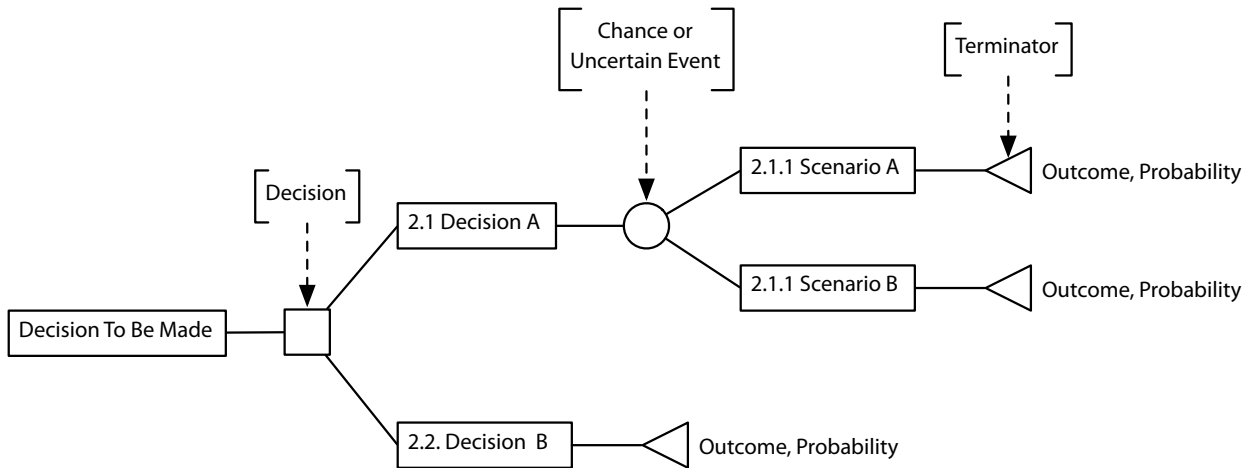 Chance or
Uncertain Event
Terminator
2.1.1 Scenario A
Outcome, Probability
Decision
2.1 Decision A
2.1.1 Scenario B
Outcome, Probability
Decision To Be Made
2.2. Decision  B
Outcome, Probability